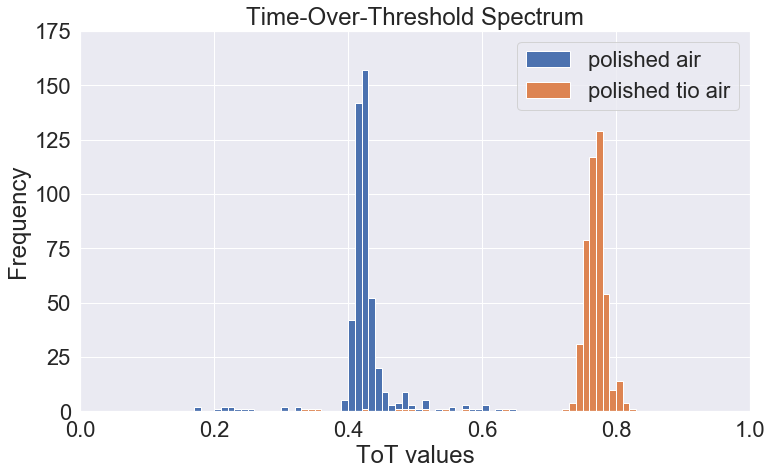 Time-Over-Threshold Spectrum
175
150
125
100
75
50
25
0
Frequency
polished air
polished tio air
0.0 0.2 0.4 0.6 0.8 1.0
ToT values